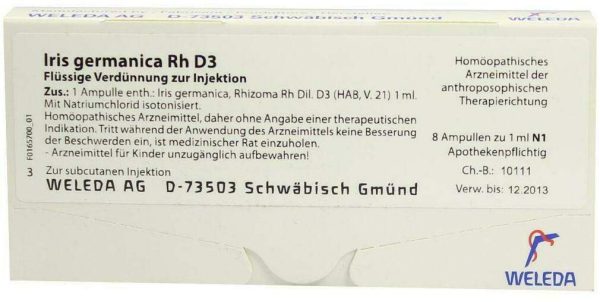 WELEDA AG D-73503 Schwäbisch Gmünd
Iris germanica Rh D3
Flüssige Verdünnung zur Injektion
Zus.: 1 Ampulle enth.: Iris germanica, Rhizoma Rh Dil. D3 (HAB, V. 21) 1 ml.
Mit Natriumchlorid isotonisiert.
Homöopathisches Arzneimittel, daher ohne Angabe einer therapeutischen
Indikation. Tritt während der Anwendung des Arzneimittels keine Besserung
der Beschwerden ein, ist medizinischer Rat einzuholen.
- Arzneimittel für Kinder unzugänglich aufbewahren!
3 Zur subcutanen Injektion
WELEDA AG D-73503 Schwäbisch Gmünd
F0165700_01
Homöopathisches
Arzneimittel der
anthroposophischen
Therapierichtung
8 Ampullen zu 1 ml N1
Apothekenpflichtig
Ch.-B.: 10111
Verw. bis: 12.2013
WELEDA